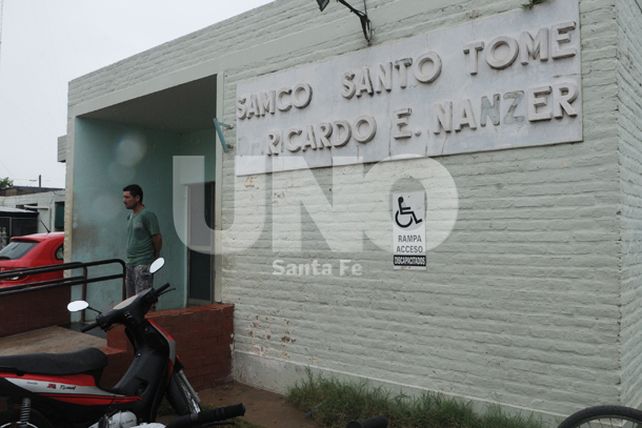 SAMCO SANTO TOME
DR. RICARDO E. NANZER
UNO
Santa Fe
RAMPA
ACCESO
DISCAPACITADOS